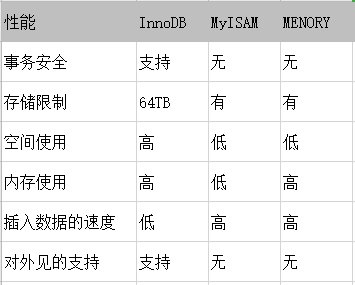 性能 InnoDB MyISAM MENORY
事务安全 支持 无 无
存储限制 64TB 有 有
空间使用 高 低 低
内存使用 高 低 高
插入数据的速度 低 高 高
对外见的支持 支持 无 无